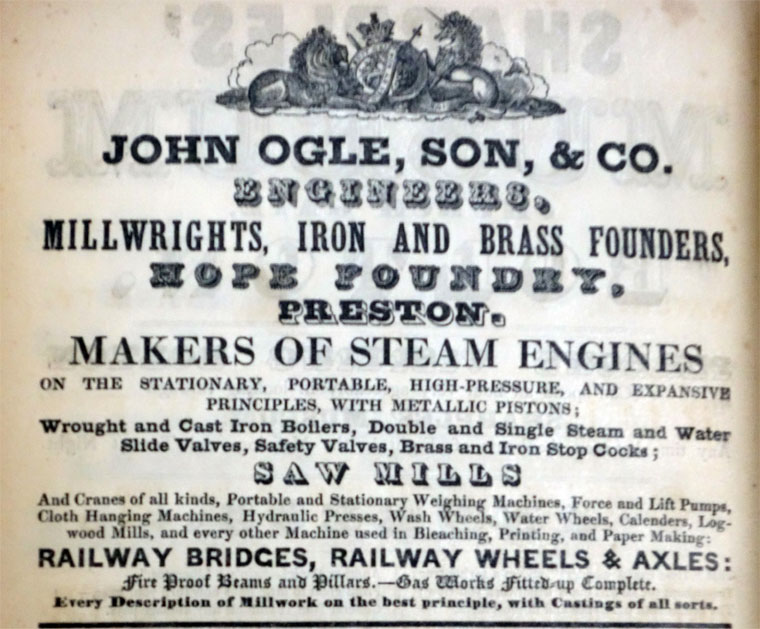 JOHN OGLE, SON, & CO.
ENGINEERS,
MILLWRIGHTS, IRON AND BRASS FOUNDERS,
HOPE FOUNDRY,
PRESTON.
MAKERS OF STEAM ENGINES
ON THE STATIONARY, PORTABLE, HIGH-PRESSURE, AND EXPANSIVE
PRINCIPLES, WITH METALLIC PISTONS;
Wrought and Cast Iron Boilers, Double and Single Steam and Water
Slide Valves, Safety Valves, Brass and Iron Stop Cocks;
SAW MILLS
And Cranes of all kinds, Portable and Stationary Weighing Machines, Force and Lift Pumps,
Cloth Hanging Machines, Hydraulic Presses, Wash Wheels, Water Wheels, Calenders, Log-
wood Mills, and every other Machine used in Bleaching, Printing, and Paper Making:
RAILWAY BRIDGES, RAILWAY WHEELS & AXLES:
Fire Proof Beams and Pillars.—Gas Works Fitted-up Complete.
Every Description of Millwork on the best principle, with Castings of all sorts.